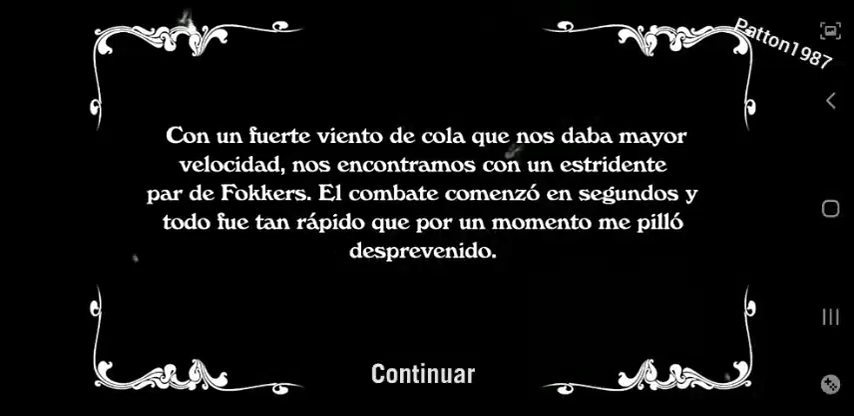 Patton1987
Con un fuerte viento de cola que nos daba mayor
velocidad, nos encontramos con un estridente
par de Fokkers. El combate comenzó en segundos y
todo fue tan rápido que por un momento me pilló
desprevenido.
Continuar